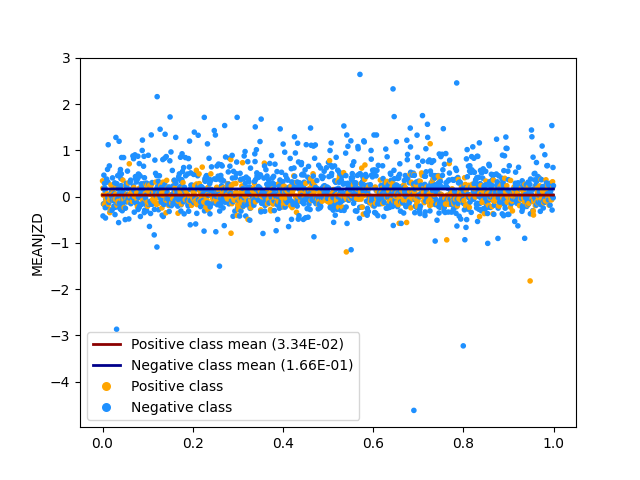 3
2
1
0
−1
−2
−3
−4
MEANJZD
Positive class mean (3.34E-02)
Negative class mean (1.66E-01)
Positive class
Negative class
0.0 0.2 0.4 0.6 0.8 1.0